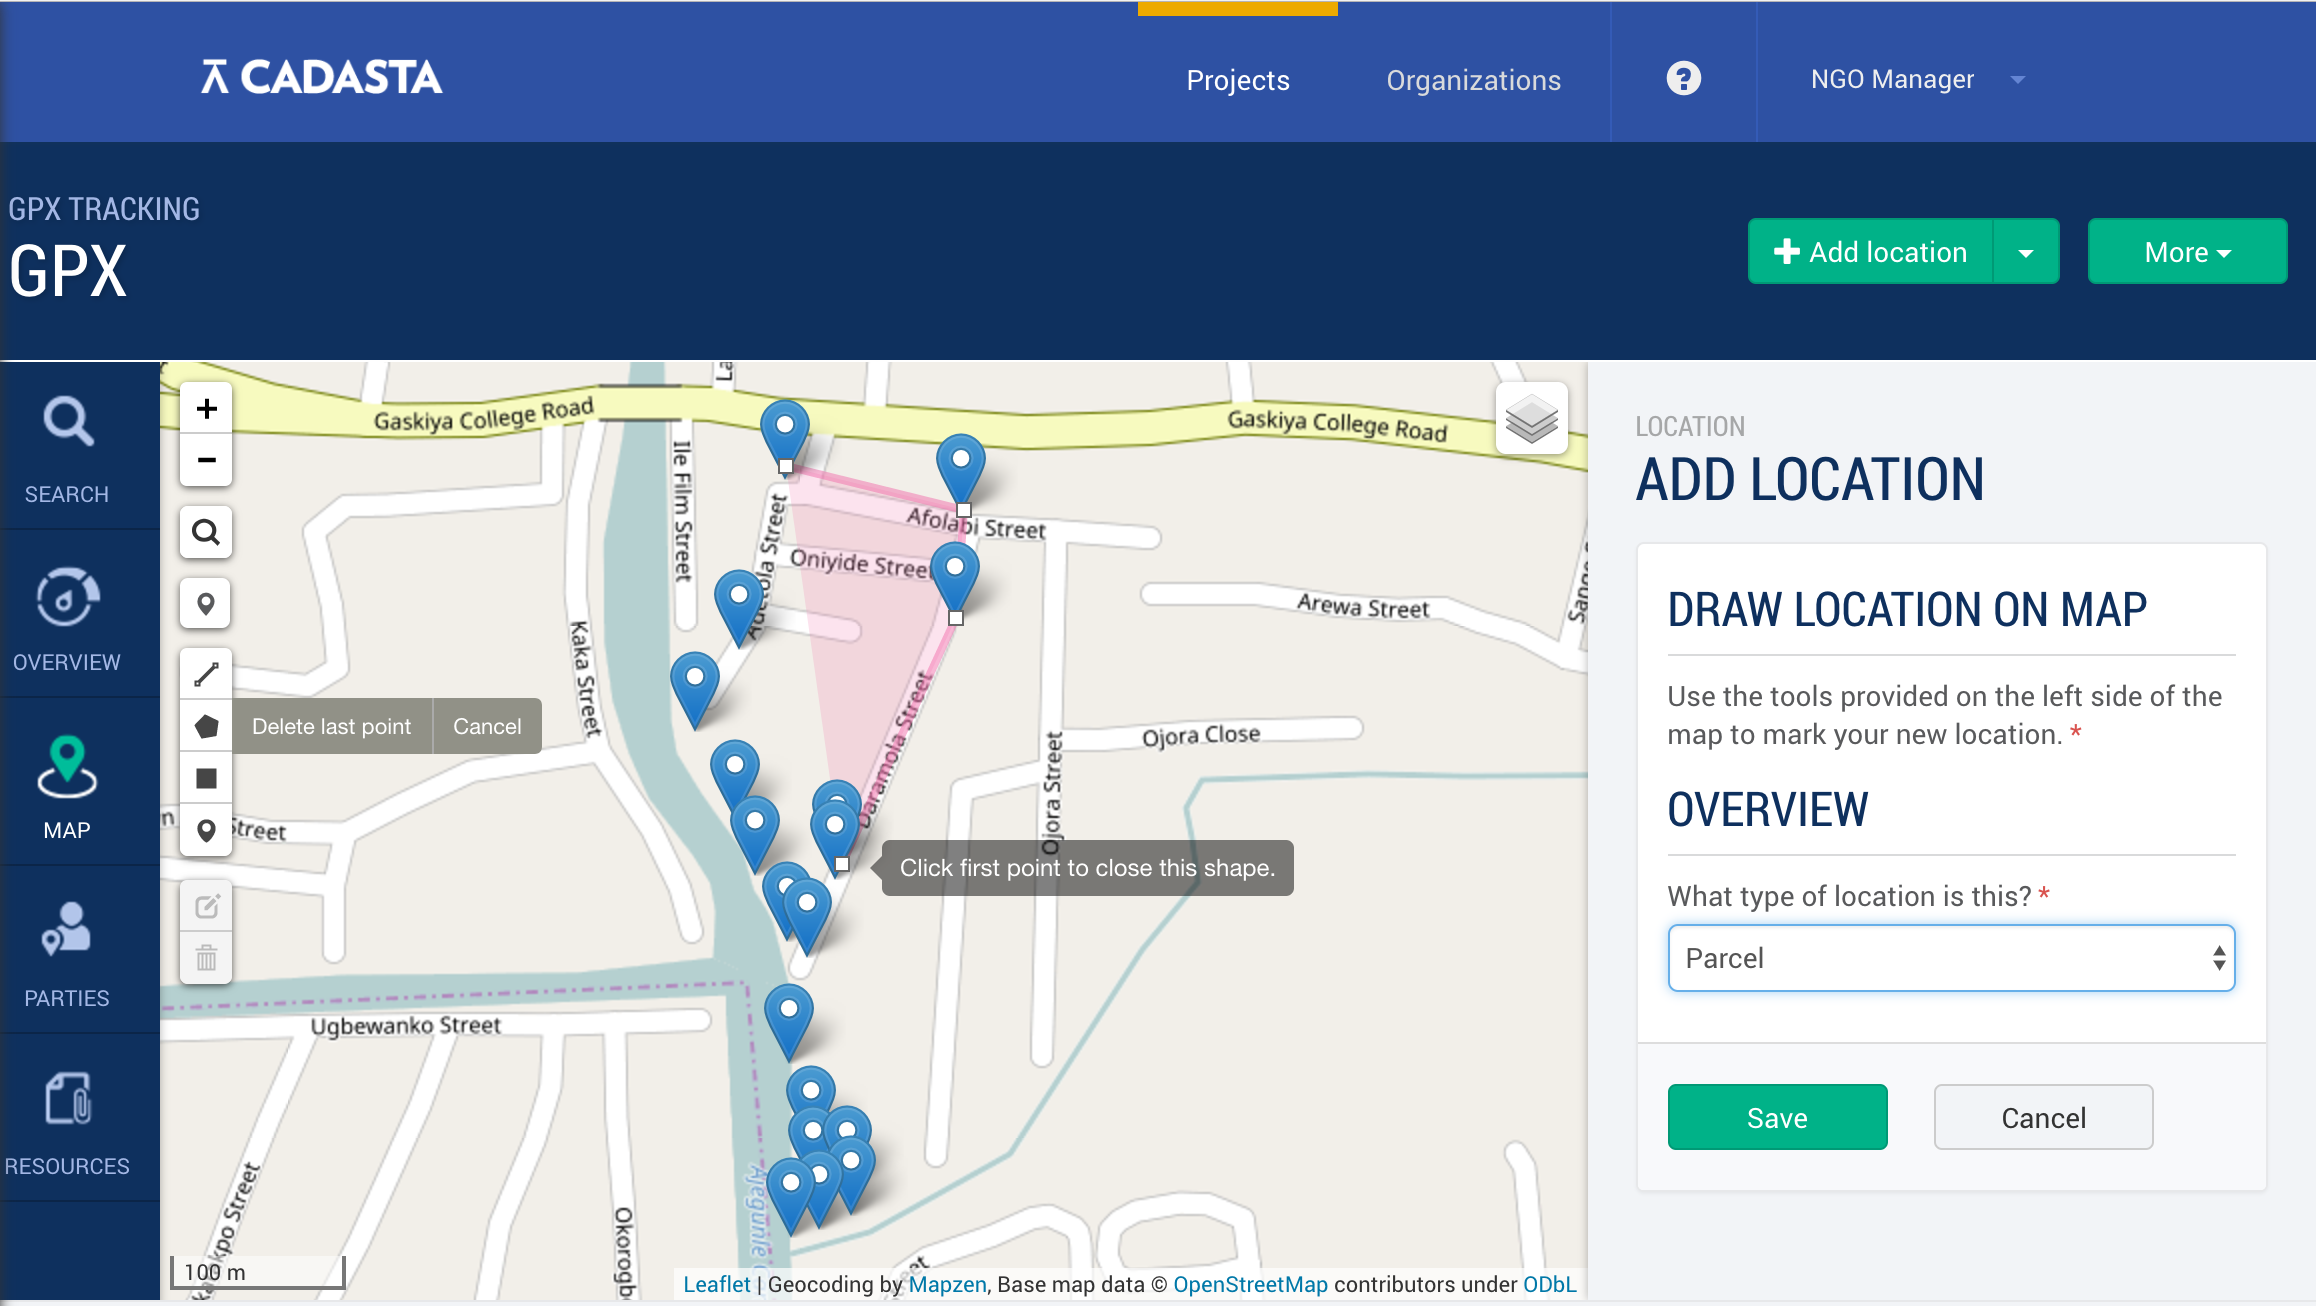 CADASTA
Projects
Organizations
?
NGO Manager
GPX TRACKING
GPX
+ Add location
More
SEARCH
OVERVIEW
MAP
PARTIES
RESOURCES
+
−
Delete last point
Cancel
Gaskiya College Road
Gaskiya College Road
La
Ile Film Street
Afolabi Street
Oniyide Street
Street
Arewa Street
Kaka Street
Daramola Street
Ojora Close
Ojora Street
Street
Click first point to close this shape.
Ugbewanko Street
kpo Street
Okorogb
100 m
Leaflet | Geocoding by Mapzen, Base map data © OpenStreetMap contributors under ODbL
LOCATION
ADD LOCATION
DRAW LOCATION ON MAP
Use the tools provided on the left side of the
map to mark your new location. *
OVERVIEW
What type of location is this? *
Parcel
Save
Cancel